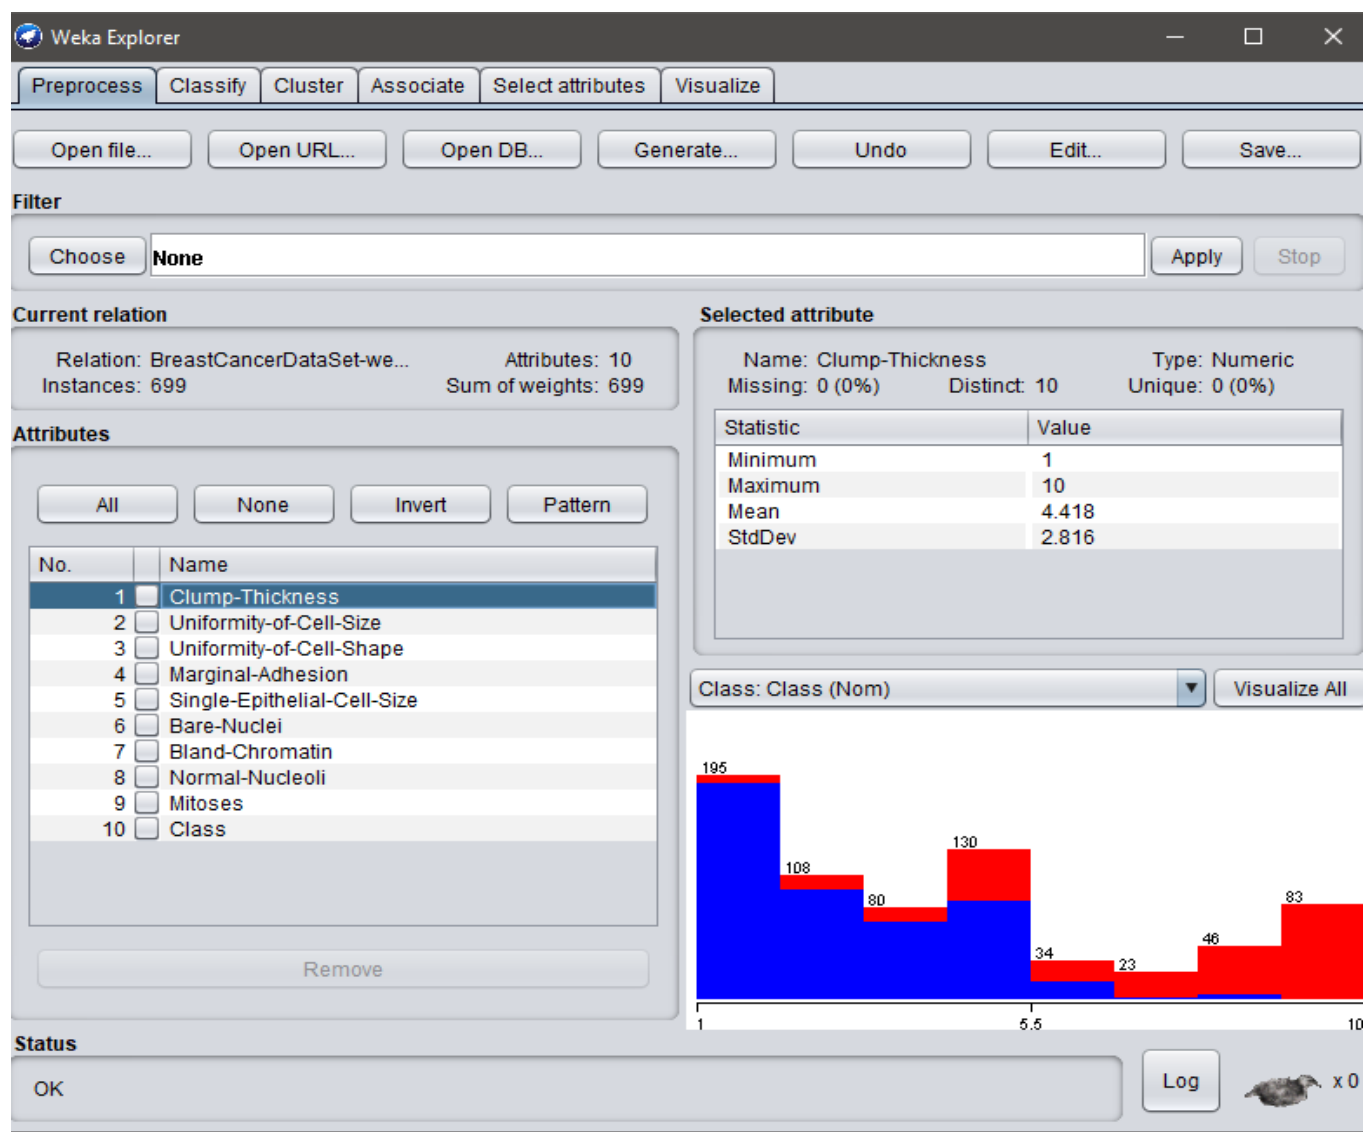 Weka Explorer
Preprocess Classify Cluster Associate Select attributes Visualize
Open file... Open URL... Open DB... Generate... Undo Edit... Save...
Filter
Choose None Apply Stop
Current relation
Relation: BreastCancerDataSet-we... Attributes: 10
Instances: 699 Sum of weights: 699
Selected attribute
Name: Clump-Thickness Type: Numeric
Missing: 0 (0%) Distinct: 10 Unique: 0 (0%)
Statistic Value
Minimum 1
Maximum 10
Mean 4.418
StdDev 2.816
Attributes
All None Invert Pattern
No. Name
1 Clump-Thickness
2 Uniformity-of-Cell-Size
3 Uniformity-of-Cell-Shape
4 Marginal-Adhesion
5 Single-Epithelial-Cell-Size
6 Bare-Nuclei
7 Bland-Chromatin
8 Normal-Nucleoli
9 Mitoses
10 Class
Remove
Class: Class (Nom) Visualize All
195
108
80
130
34
23
46
83
1 5.5 10
Status
OK
Log x 0